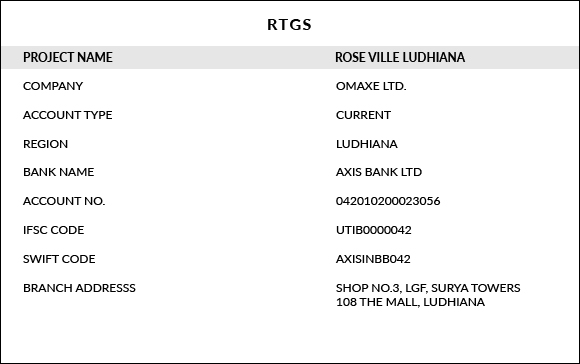 RTGS
PROJECT NAME ROSE VILLE LUDHIANA
COMPANY OMAXE LTD.
ACCOUNT TYPE CURRENT
REGION LUDHIANA
BANK NAME AXIS BANK LTD
ACCOUNT NO. 042010200023056
IFSC CODE UTIB0000042
SWIFT CODE AXISINBB042
BRANCH ADDRESSS SHOP NO.3, LGF, SURYA TOWERS
108 THE MALL, LUDHIANA